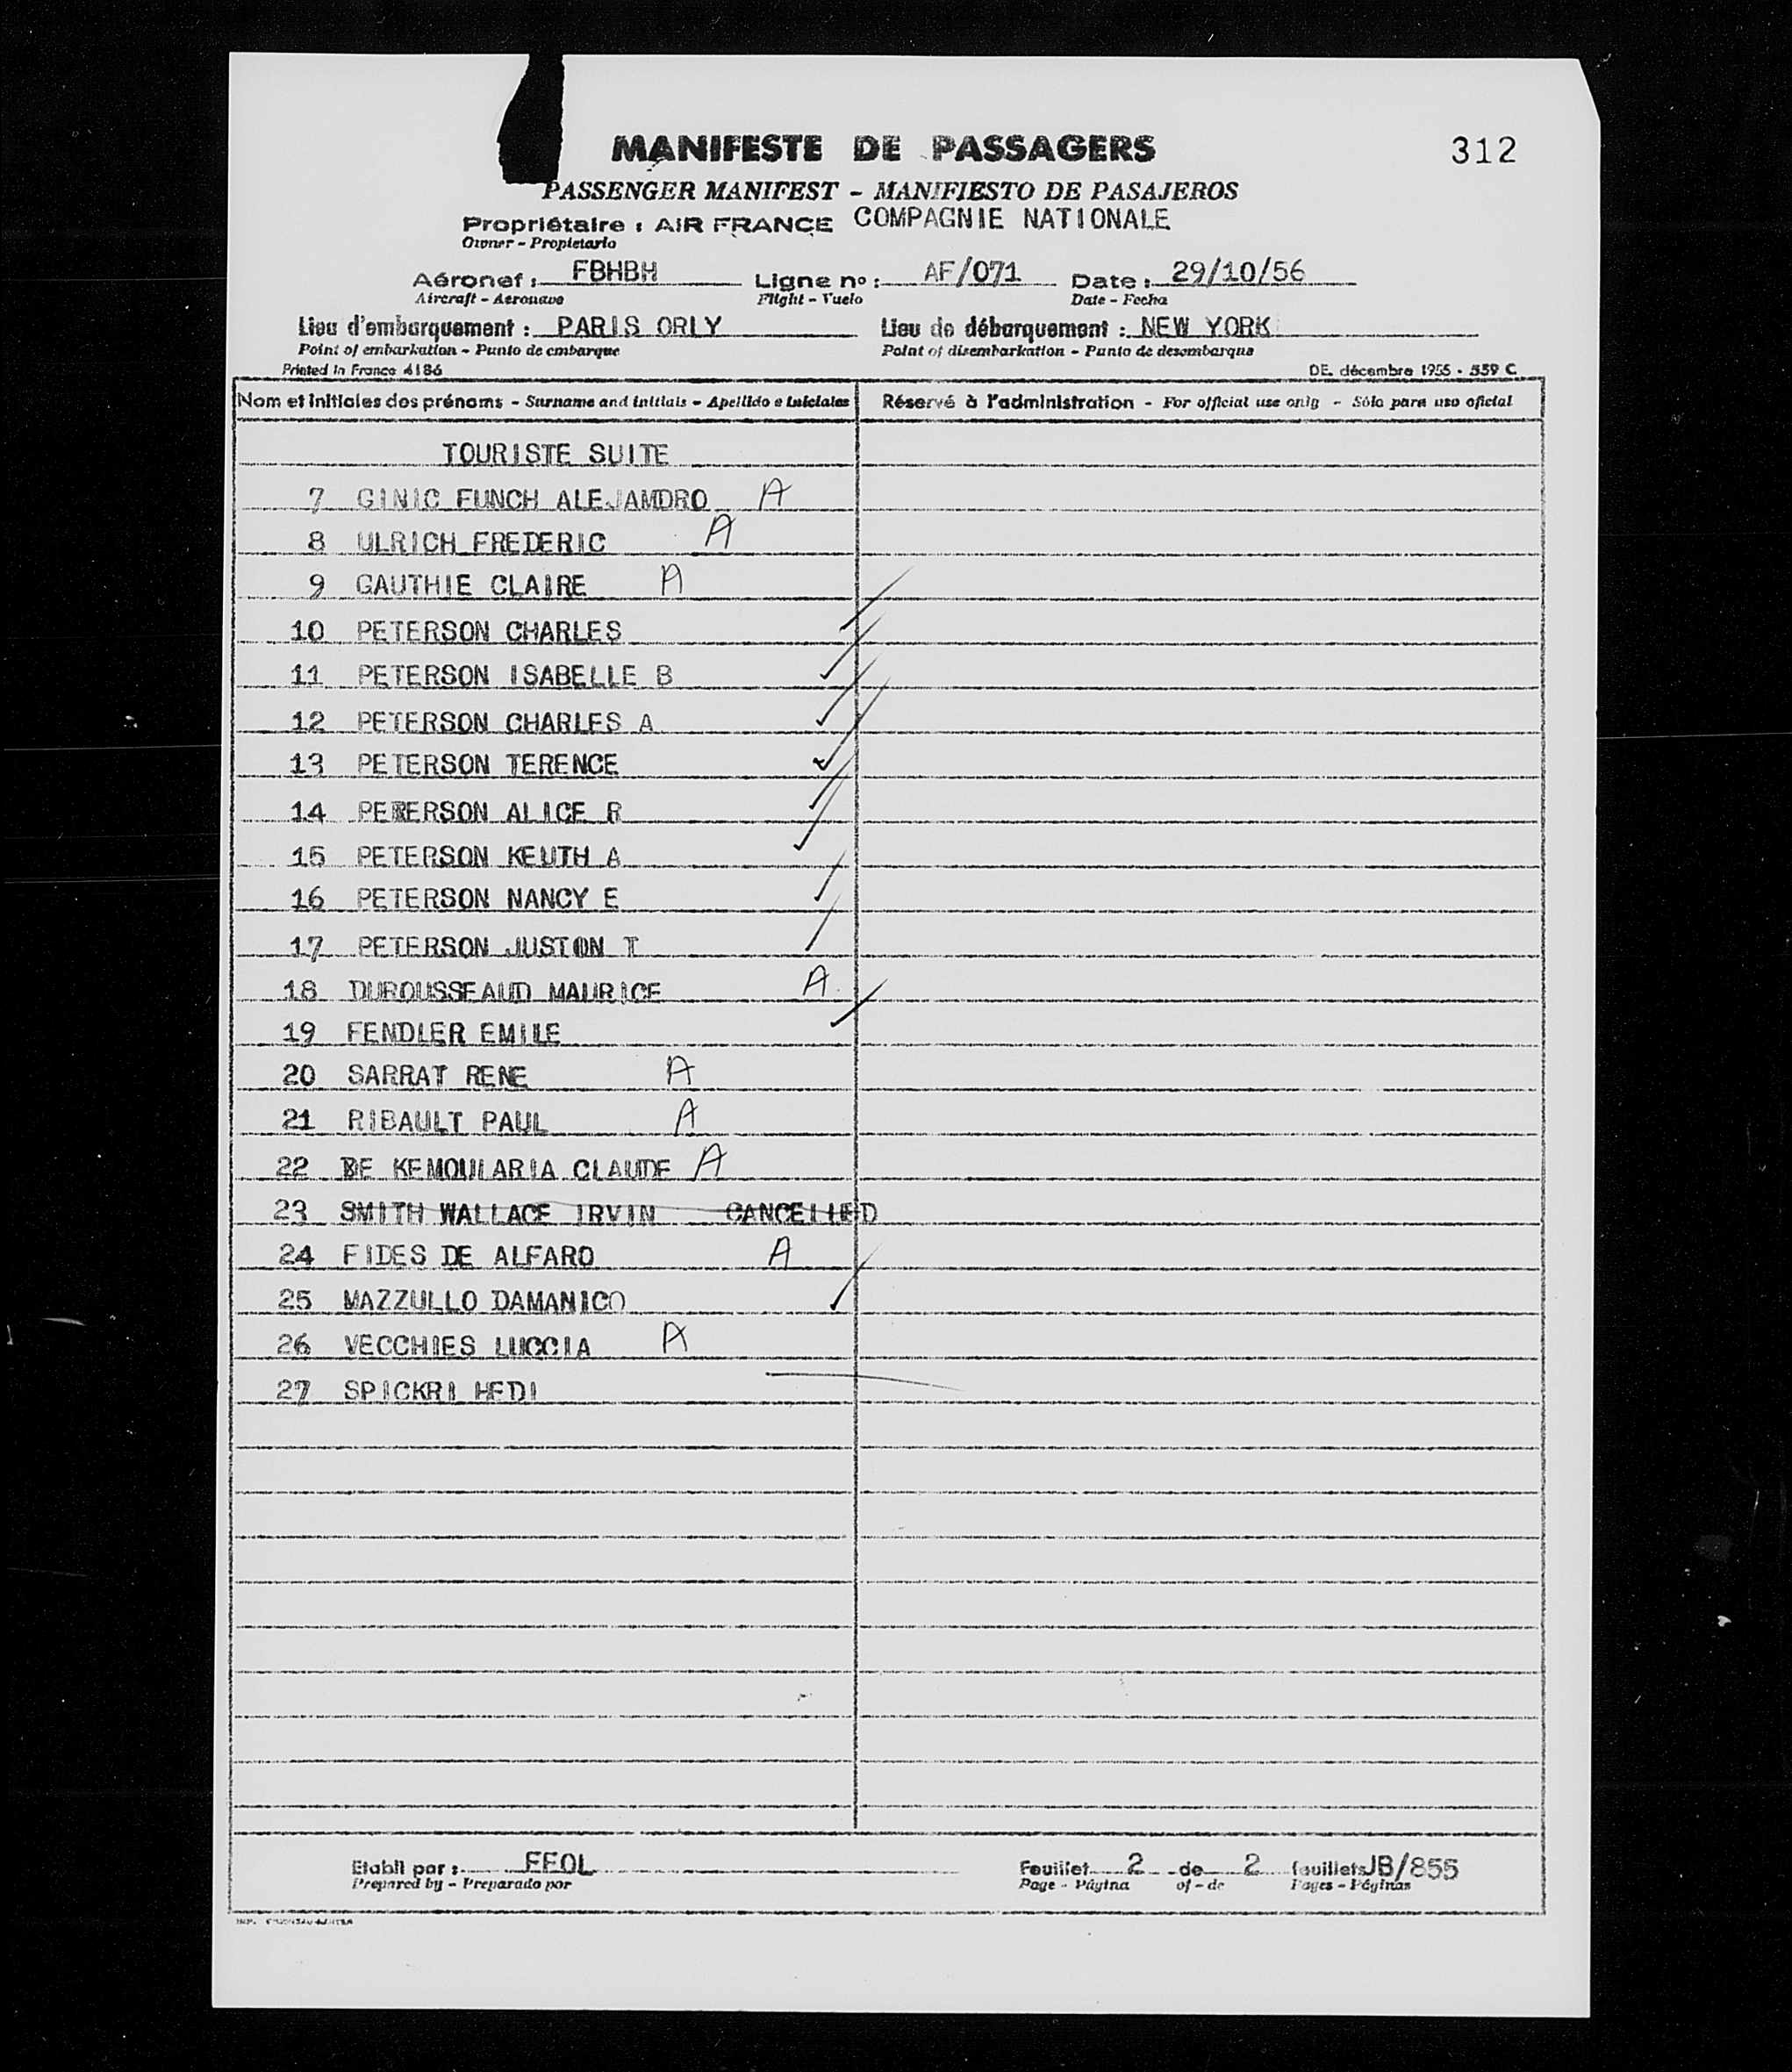 MANIFESTE DE PASSAGERS
312
PASSENGER MANIFEST - MANIFIESTO DE PASAJEROS
Propriétaire : AIR FRANCE COMPAGNIE NATIONALE
Owner - Propietario
Aéronef : FBHBH Ligne nº : AF/071 Date : 29/10/56
Aircraft - Aeronave Flight - Vuelo Date - Fecha
Lieu d'embarquement : PARIS ORLY Lieu de débarquement : NEW YORK
Point of embarkation - Punto de embarque Point of disembarkation - Punto de desembarque
Printed in France 4186 DE. décembre 1955 - 559 C
Nom et initiales des prénoms - Surname and initials - Apellido e iniciales Réservé à l'administration - For official use only - Sólo para uso oficial
TOURISTE SUITE
7 GINIC FUNCH ALEJAMDRO A
8 ULRICH FREDERIC A
9 GAUTHIE CLAIRE A
10 PETERSON CHARLES
11 PETERSON ISABELLE B
12 PETERSON CHARLES A
13 PETERSON TERENCE
14 PETERSON ALICE R
15 PETERSON KEUTH A
16 PETERSON NANCY E
17 PETERSON JUSTON T
18 DUROUSSEAUD MAURICE A
19 FENDLER EMILE
20 SARRAT RENE A
21 RIBAULT PAUL A
22 DE KEMOULARIA CLAUDE A
23 SMITH WALLACE IRVIN CANCELLED
24 FIDES DE ALFARO A
25 MAZZULLO DAMANICO
26 VECCHIES LUCCIA A
27 SPICKRI HEDI
Etabli par : FFOL Feuillet 2 de 2 feuillets JB/855
Prepared by - Preparado por Page - Página of - de Pages - Páginas